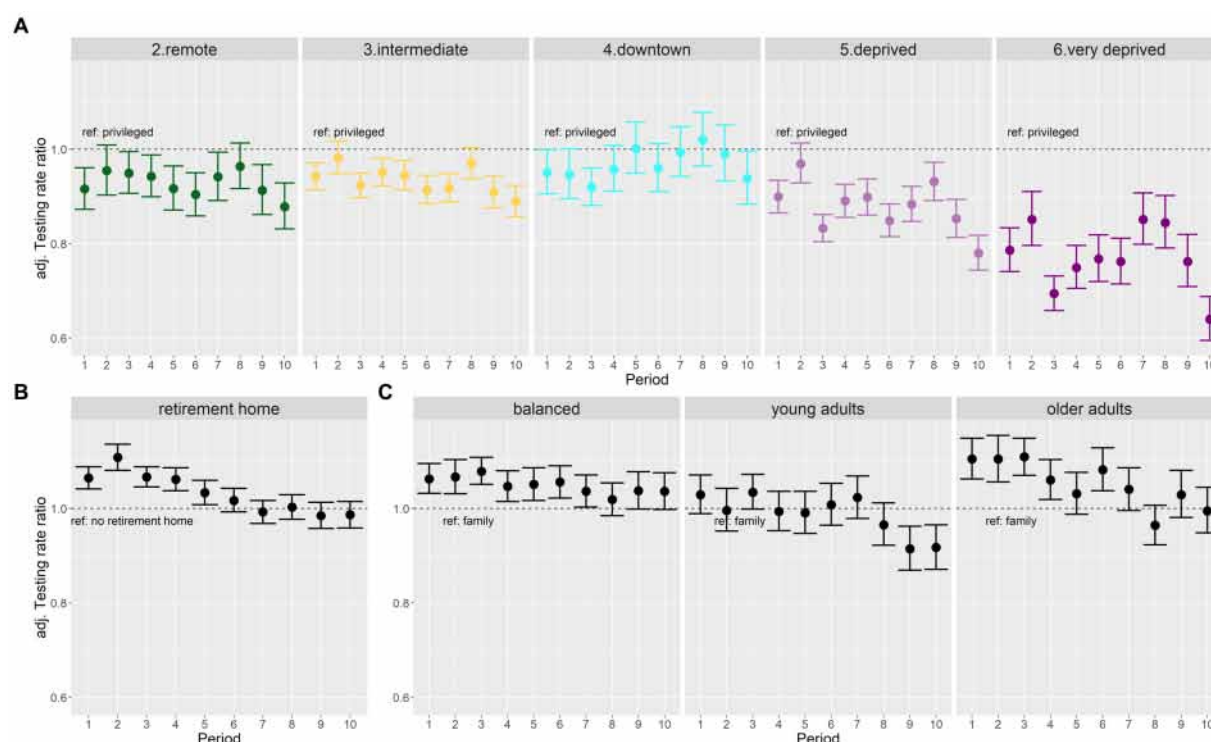 A
2.remote 3.intermediate 4.downtown 5.deprived 6.very deprived
ref: privileged ref: privileged ref: privileged ref: privileged ref: privileged
adj. Testing rate ratio
1.0
0.8
0.6
1 2 3 4 5 6 7 8 9 10 1 2 3 4 5 6 7 8 9 10 1 2 3 4 5 6 7 8 9 10 1 2 3 4 5 6 7 8 9 10 1 2 3 4 5 6 7 8 9 10
Period
B
retirement home
ref: no retirement home
adj. Testing rate ratio
1.0
0.8
0.6
1 2 3 4 5 6 7 8 9 10
Period
C
balanced young adults older adults
ref: family ref: family ref: family
1 2 3 4 5 6 7 8 9 10 1 2 3 4 5 6 7 8 9 10 1 2 3 4 5 6 7 8 9 10
Period